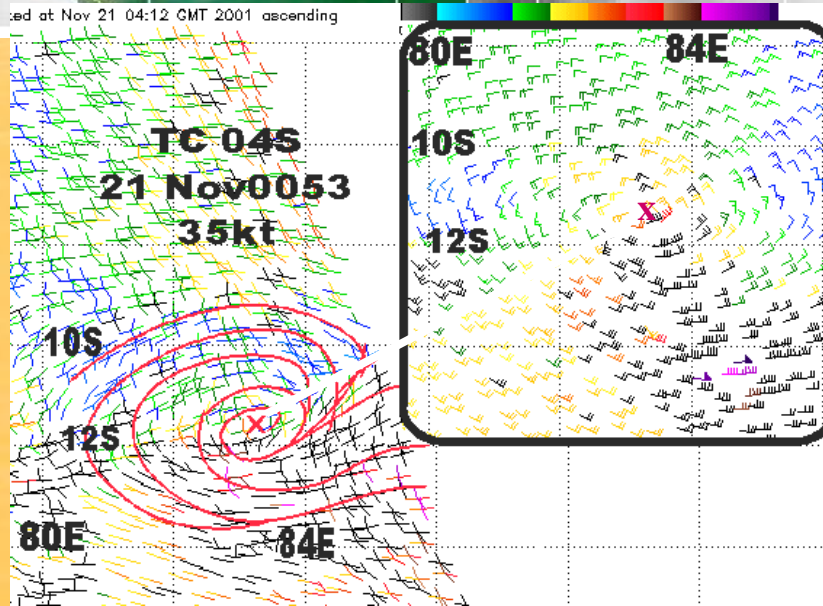 ed at Nov 21 04:12 GMT 2001 ascending
TC 04S
21 Nov0053
35kt
10S
X
12S
80E
84E
80E
84E
10S
X
12S